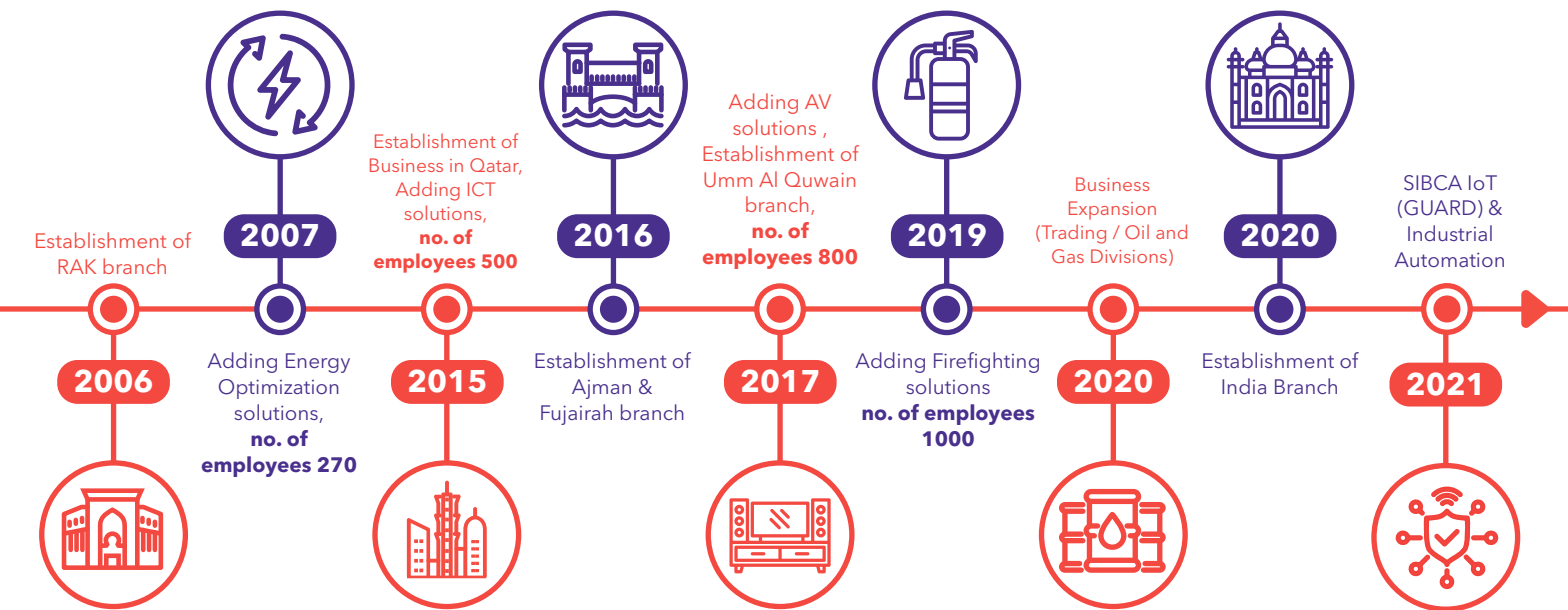 Establishment of
RAK branch
2006
2007
Adding Energy
Optimization
solutions,
no. of
employees 270
Establishment of
Business in Qatar,
Adding ICT
solutions,
no. of
employees 500
2015
2016
Establishment of
Ajman &
Fujairah branch
Adding AV
solutions ,
Establishment of
Umm Al Quwain
branch,
no. of
employees 800
2017
2019
Adding Firefighting
solutions
no. of employees
1000
Business
Expansion
(Trading / Oil and
Gas Divisions)
2020
2020
Establishment of
India Branch
SIBCA IoT
(GUARD) &
Industrial
Automation
2021